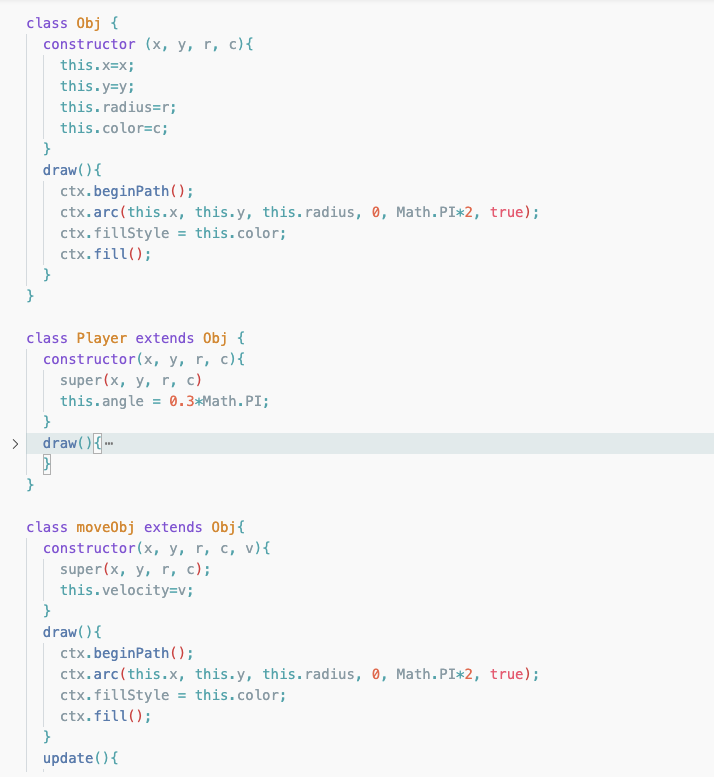 class Obj {
  constructor (x, y, r, c){
    this.x=x;
    this.y=y;
    this.radius=r;
    this.color=c;
  }
  draw(){
    ctx.beginPath();
    ctx.arc(this.x, this.y, this.radius, 0, Math.PI*2, true);
    ctx.fillStyle = this.color;
    ctx.fill();
  }
}

class Player extends Obj {
  constructor(x, y, r, c){
    super(x, y, r, c)
    this.angle = 0.3*Math.PI;
  }
  draw(){⋯
  }
}

class moveObj extends Obj{
  constructor(x, y, r, c, v){
    super(x, y, r, c);
    this.velocity=v;
  }
  draw(){
    ctx.beginPath();
    ctx.arc(this.x, this.y, this.radius, 0, Math.PI*2, true);
    ctx.fillStyle = this.color;
    ctx.fill();
  }
  update(){